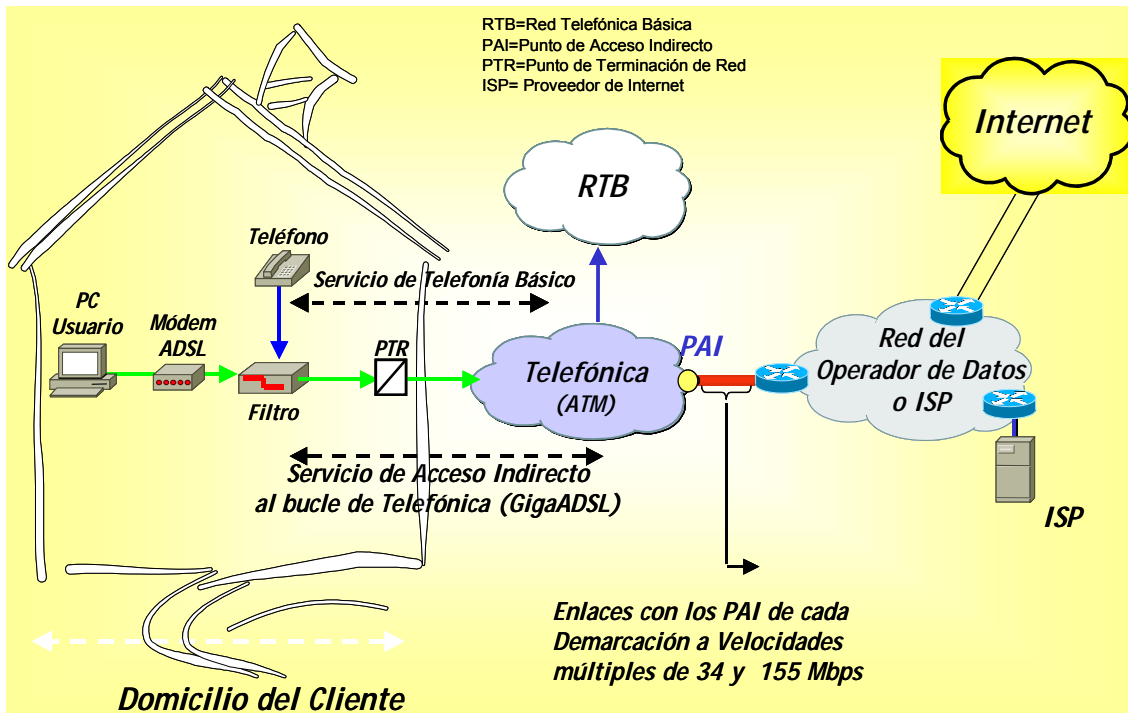 RTB=Red Telefónica Básica
PAI=Punto de Acceso Indirecto
PTR=Punto de Terminación de Red
ISP= Proveedor de Internet
Internet
RTB
Teléfono
Servicio de Telefonía Básico
PC
Usuario
Módem
ADSL
PTR
Filtro
Telefónica
(ATM)
PAI
Red del
Operador de Datos
o ISP
ISP
Servicio de Acceso Indirecto
al bucle de Telefónica (GigaADSL)
Enlaces con los PAI de cada
Demarcación a Velocidades
múltiples de 34 y 155 Mbps
Domicilio del Cliente